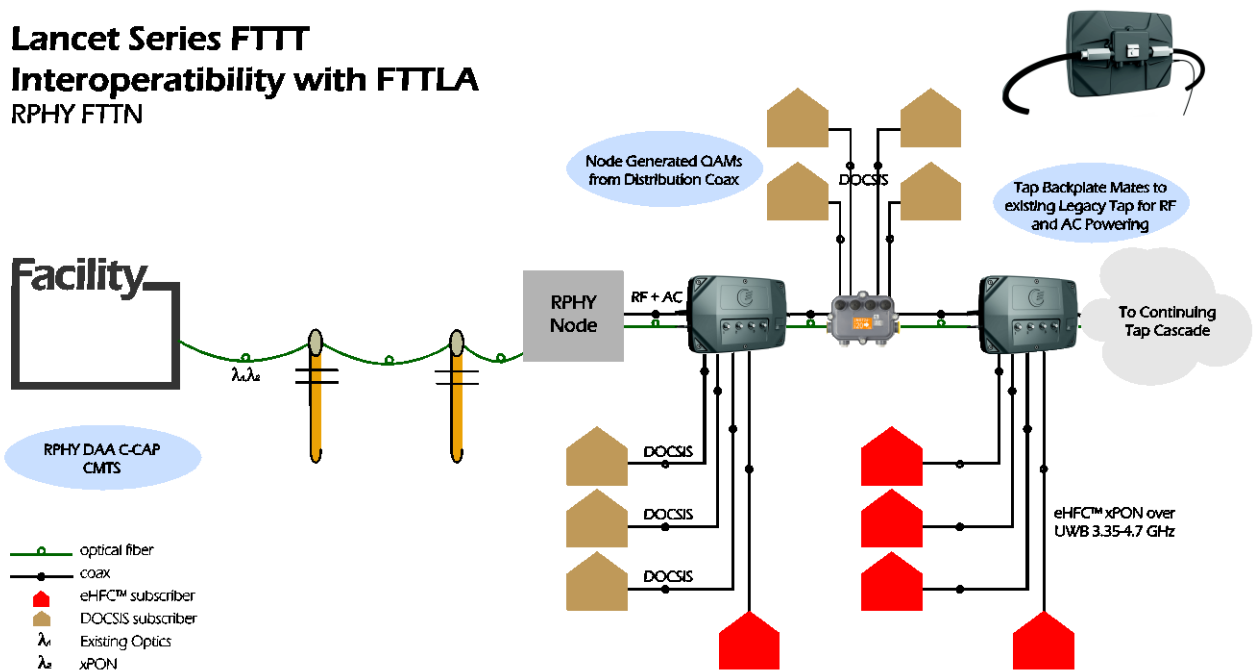 Lancet Series FTTT
Interoperatibility with FTTLA
RPHY FTTN
Node Generated QAMs
from Distribution Coax
DOCSIS
Tap Backplate Mates to
existing Legacy Tap for RF
and AC Powering
Facility
RPHY
Node
RF + AC
To Continuing
Tap Cascade
λ₁λ₂
RPHY DAA C-CAP
CMTS
DOCSIS
DOCSIS
DOCSIS
eHFC™ xPON over
UWB 3.35-4.7 GHz
optical fiber
coax
eHFC™ subscriber
DOCSIS subscriber
λ₁ Existing Optics
λ₂ xPON